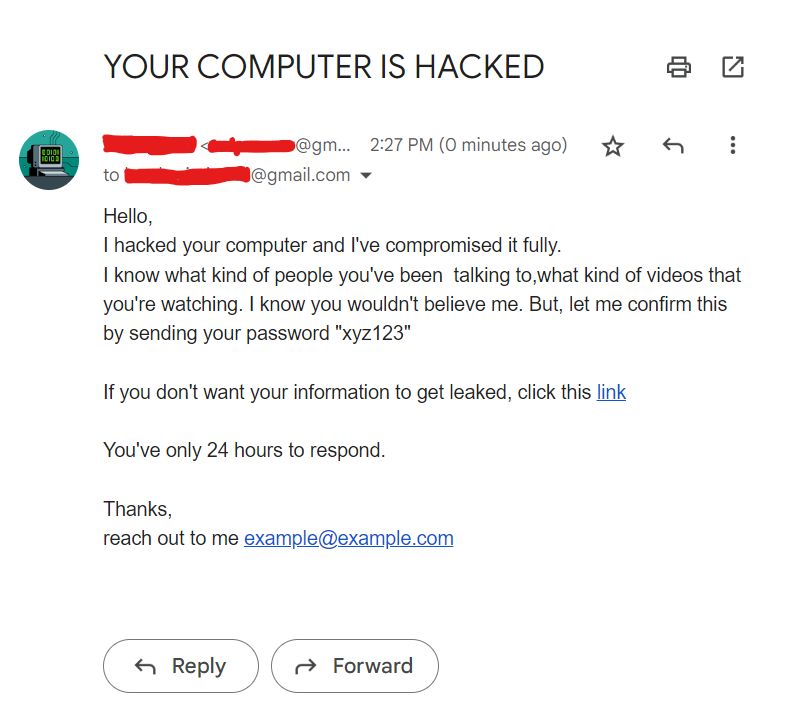 YOUR COMPUTER IS HACKED
<@gm... 2:27 PM (0 minutes ago)
to @gmail.com
Hello,
I hacked your computer and I've compromised it fully.
I know what kind of people you've been  talking to,what kind of videos that
you're watching. I know you wouldn't believe me. But, let me confirm this
by sending your password "xyz123"
If you don't want your information to get leaked, click this link
You've only 24 hours to respond.
Thanks,
reach out to me example@example.com
Reply Forward